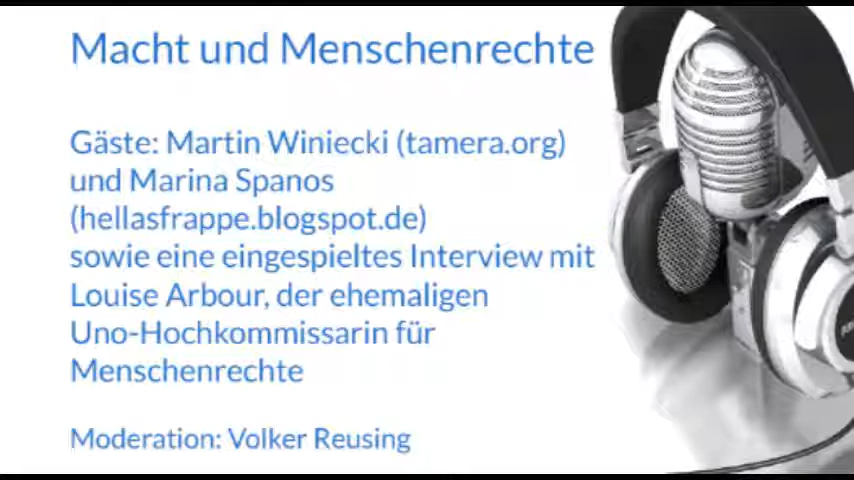 Macht und Menschenrechte
Gäste: Martin Winiecki (tamera.org)
und Marina Spanos
(hellasfrappe.blogspot.de)
sowie eine eingespieltes Interview mit
Louise Arbour, der ehemaligen
Uno-Hochkommissarin für
Menschenrechte
Moderation: Volker Reusing